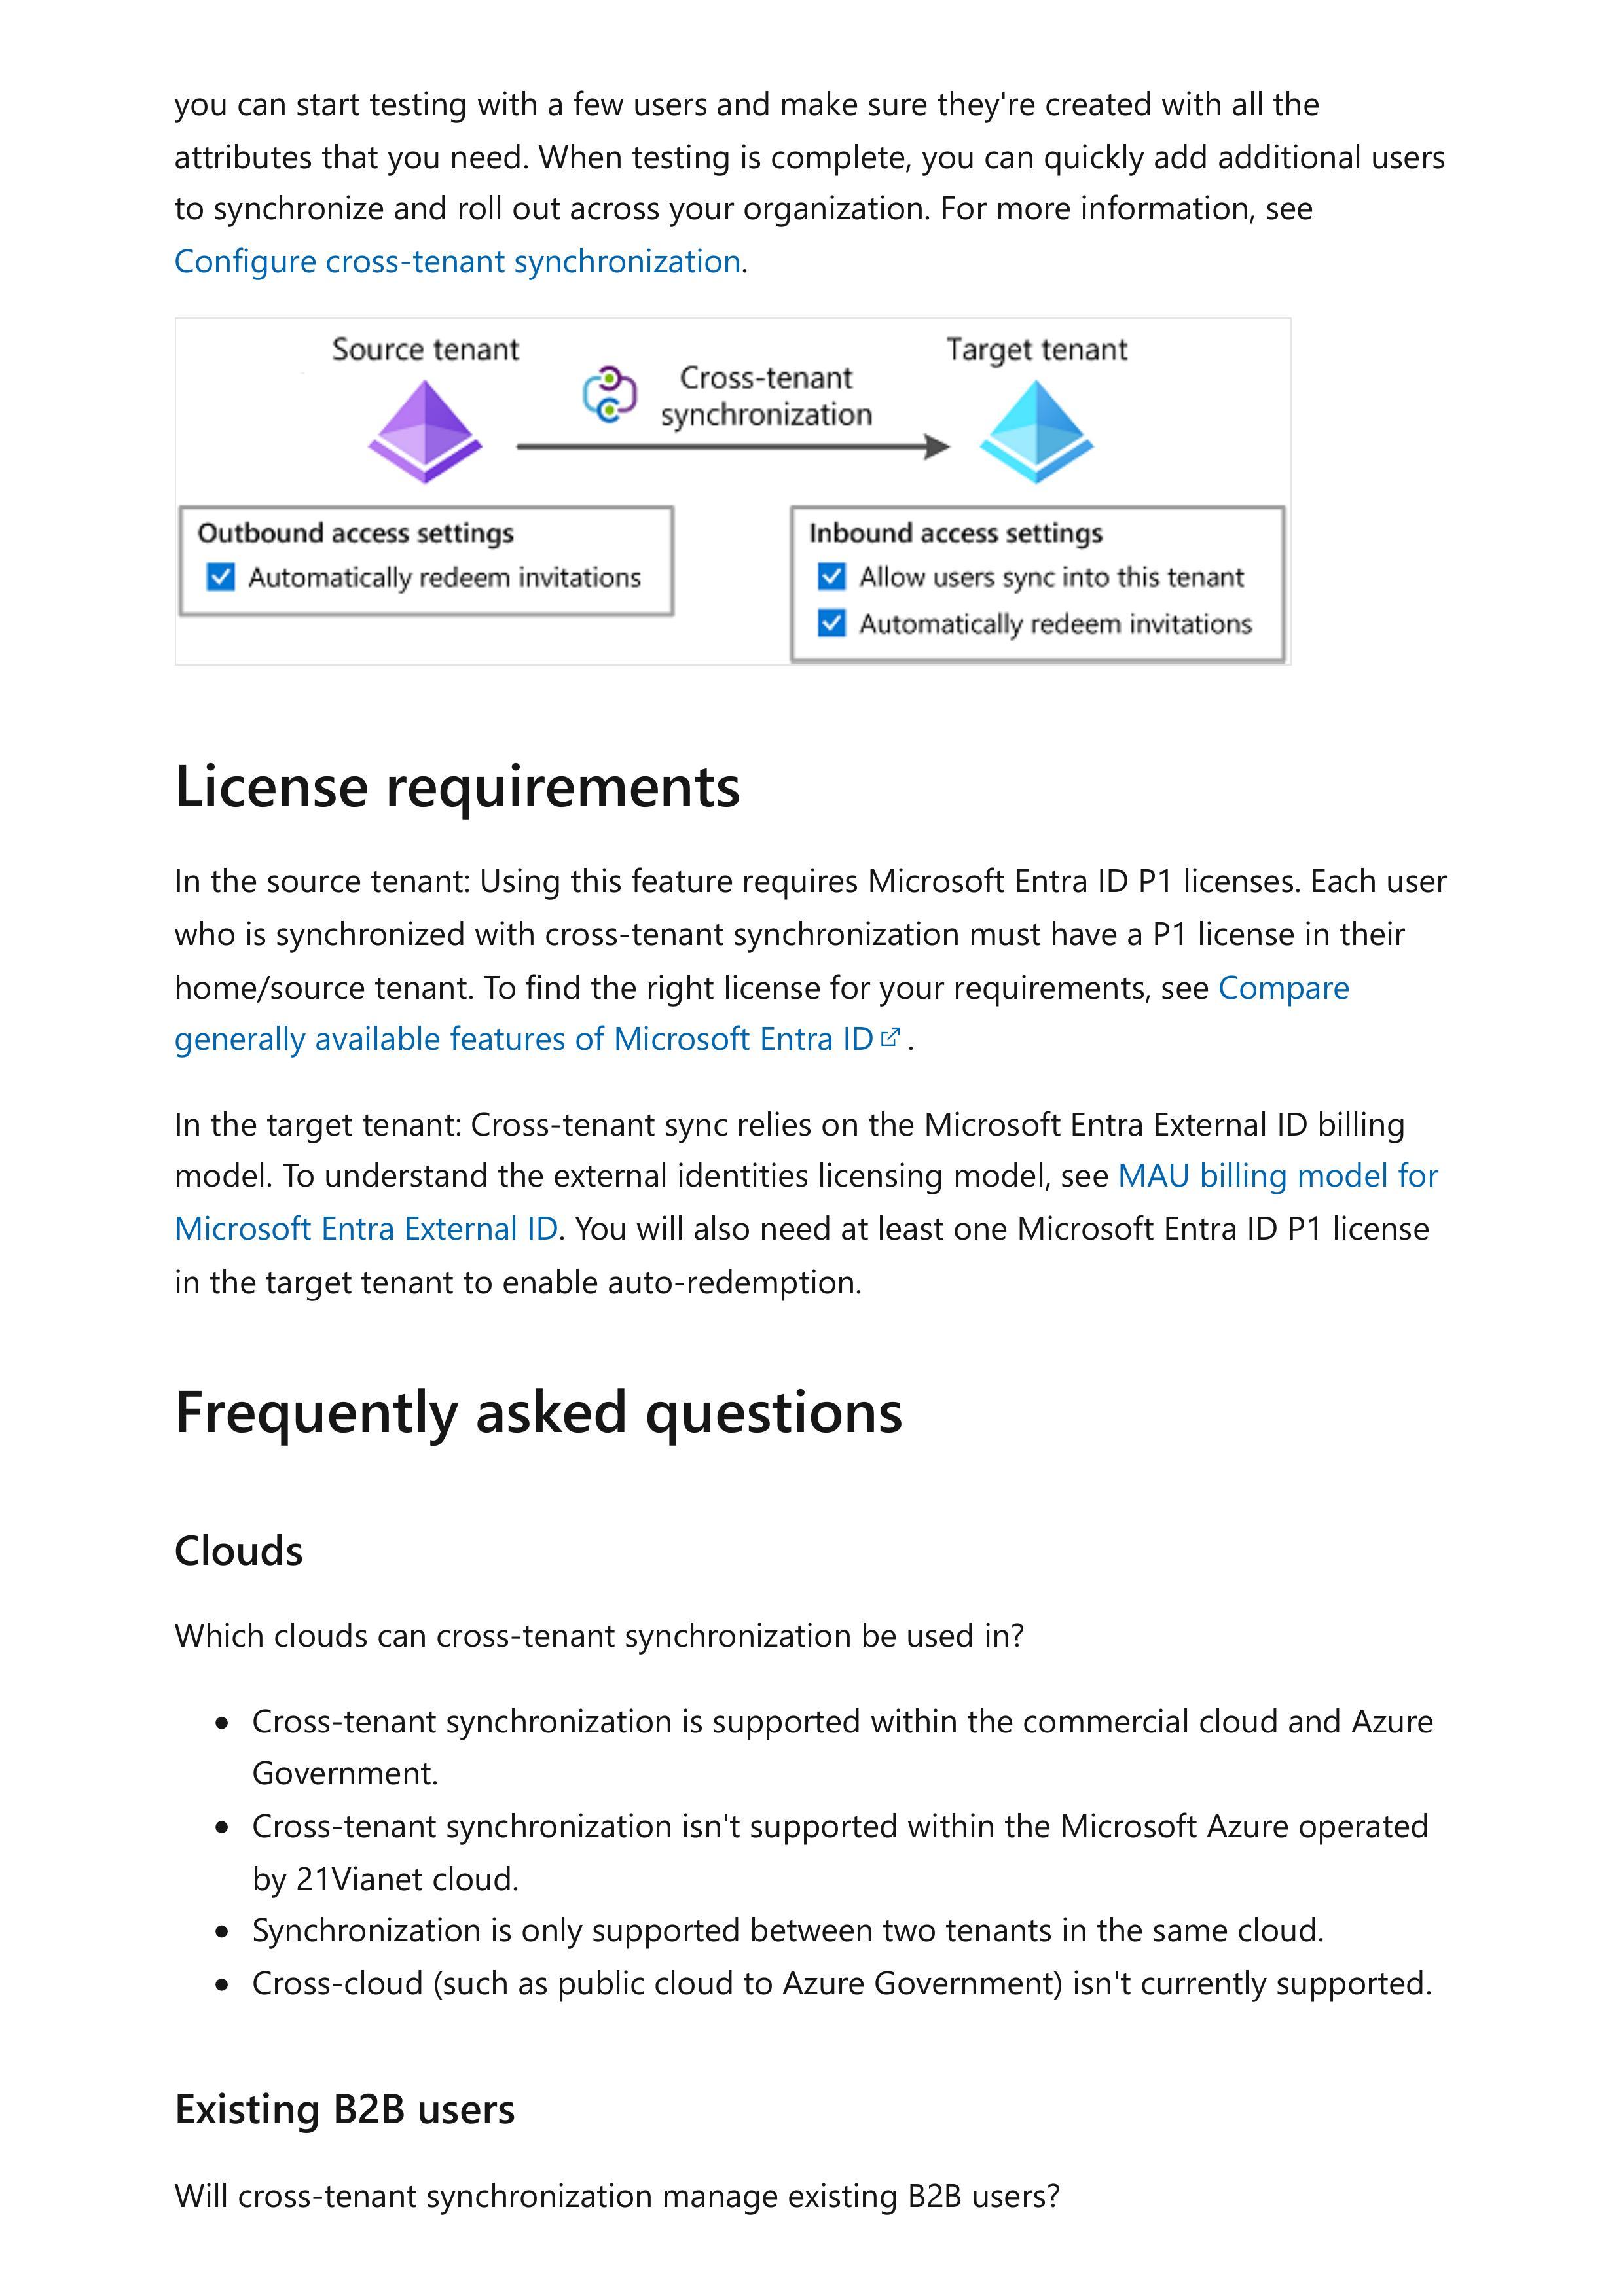 you can start testing with a few users and make sure they're created with all the
attributes that you need. When testing is complete, you can quickly add additional users
to synchronize and roll out across your organization. For more information, see
Configure cross-tenant synchronization.
Source tenant
Cross-tenant
synchronization
Target tenant
Outbound access settings
Automatically redeem invitations
Inbound access settings
Allow users sync into this tenant
Automatically redeem invitations
License requirements
In the source tenant: Using this feature requires Microsoft Entra ID P1 licenses. Each user
who is synchronized with cross-tenant synchronization must have a P1 license in their
home/source tenant. To find the right license for your requirements, see Compare
generally available features of Microsoft Entra ID .
In the target tenant: Cross-tenant sync relies on the Microsoft Entra External ID billing
model. To understand the external identities licensing model, see MAU billing model for
Microsoft Entra External ID. You will also need at least one Microsoft Entra ID P1 license
in the target tenant to enable auto-redemption.
Frequently asked questions
Clouds
Which clouds can cross-tenant synchronization be used in?
• Cross-tenant synchronization is supported within the commercial cloud and Azure
Government.
• Cross-tenant synchronization isn't supported within the Microsoft Azure operated
by 21Vianet cloud.
• Synchronization is only supported between two tenants in the same cloud.
• Cross-cloud (such as public cloud to Azure Government) isn't currently supported.
Existing B2B users
Will cross-tenant synchronization manage existing B2B users?